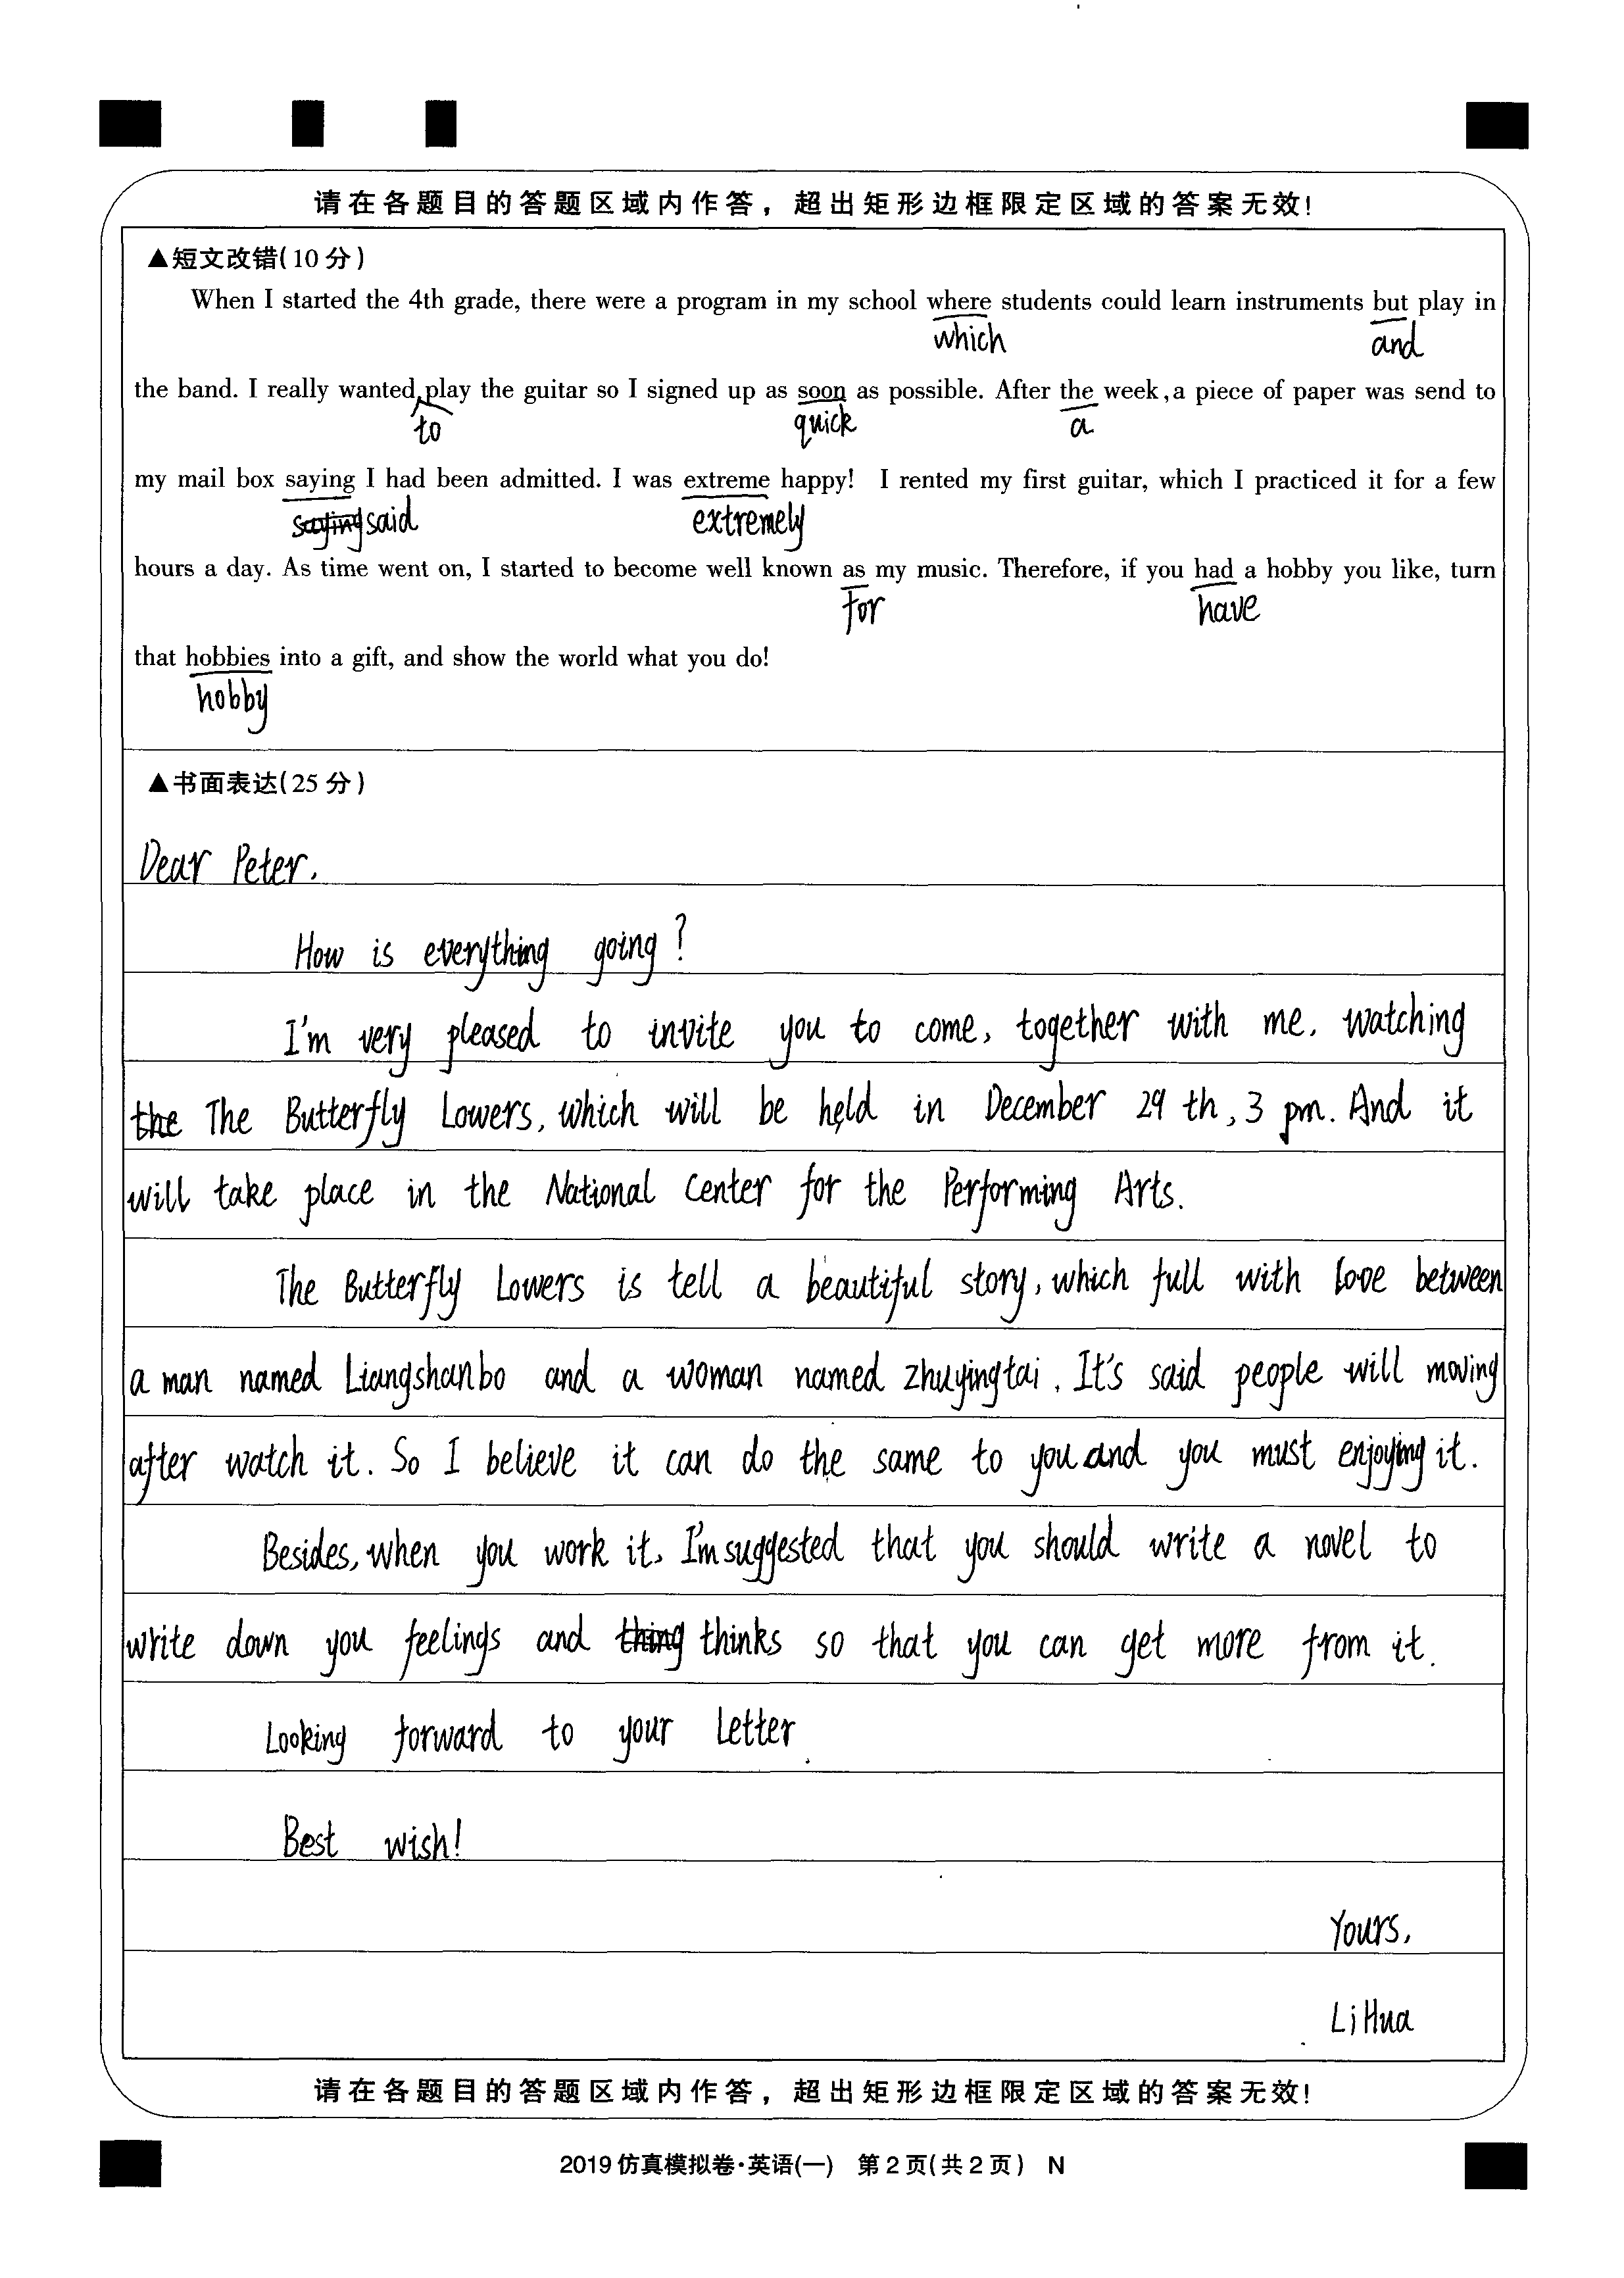 请在各题目的答题区域内作答，超出矩形边框限定区域的答案无效!
▲短文改错(10分)
When I started the 4th grade, there were a program in my school where students could learn instruments but play in
which and
the band. I really wanted play the guitar so I signed up as soon as possible. After the week, a piece of paper was send to
to quick a
my mail box saying I had been admitted. I was extreme happy! I rented my first guitar, which I practiced it for a few
saying said extremely
hours a day. As time went on, I started to become well known as my music. Therefore, if you had a hobby you like, turn
for have
that hobbies into a gift, and show the world what you do!
hobby
▲书面表达(25分)
Dear Peter,
How is everything going?
I'm very pleased to invite you to come, together with me, watching
the The Butterfly Lowers, which will be held in December 29 th, 3 pm. And it
will take place in the National Center for the Performing Arts.
The Butterfly Lowers is tell a beautiful story, which full with love between
a man named Liangshanbo and a woman named zhuyingtai. It's said people will moving
after watch it. So I believe it can do the same to you and you must enjoying it.
Besides, when you work it, I'm suggested that you should write a novel to
write down you feelings and thing thinks so that you can get more from it.
Looking forward to your letter.
Best wish!
Yours,
Li Hua
请在各题目的答题区域内作答，超出矩形边框限定区域的答案无效!
2019仿真模拟卷·英语(一) 第2页(共2页) N